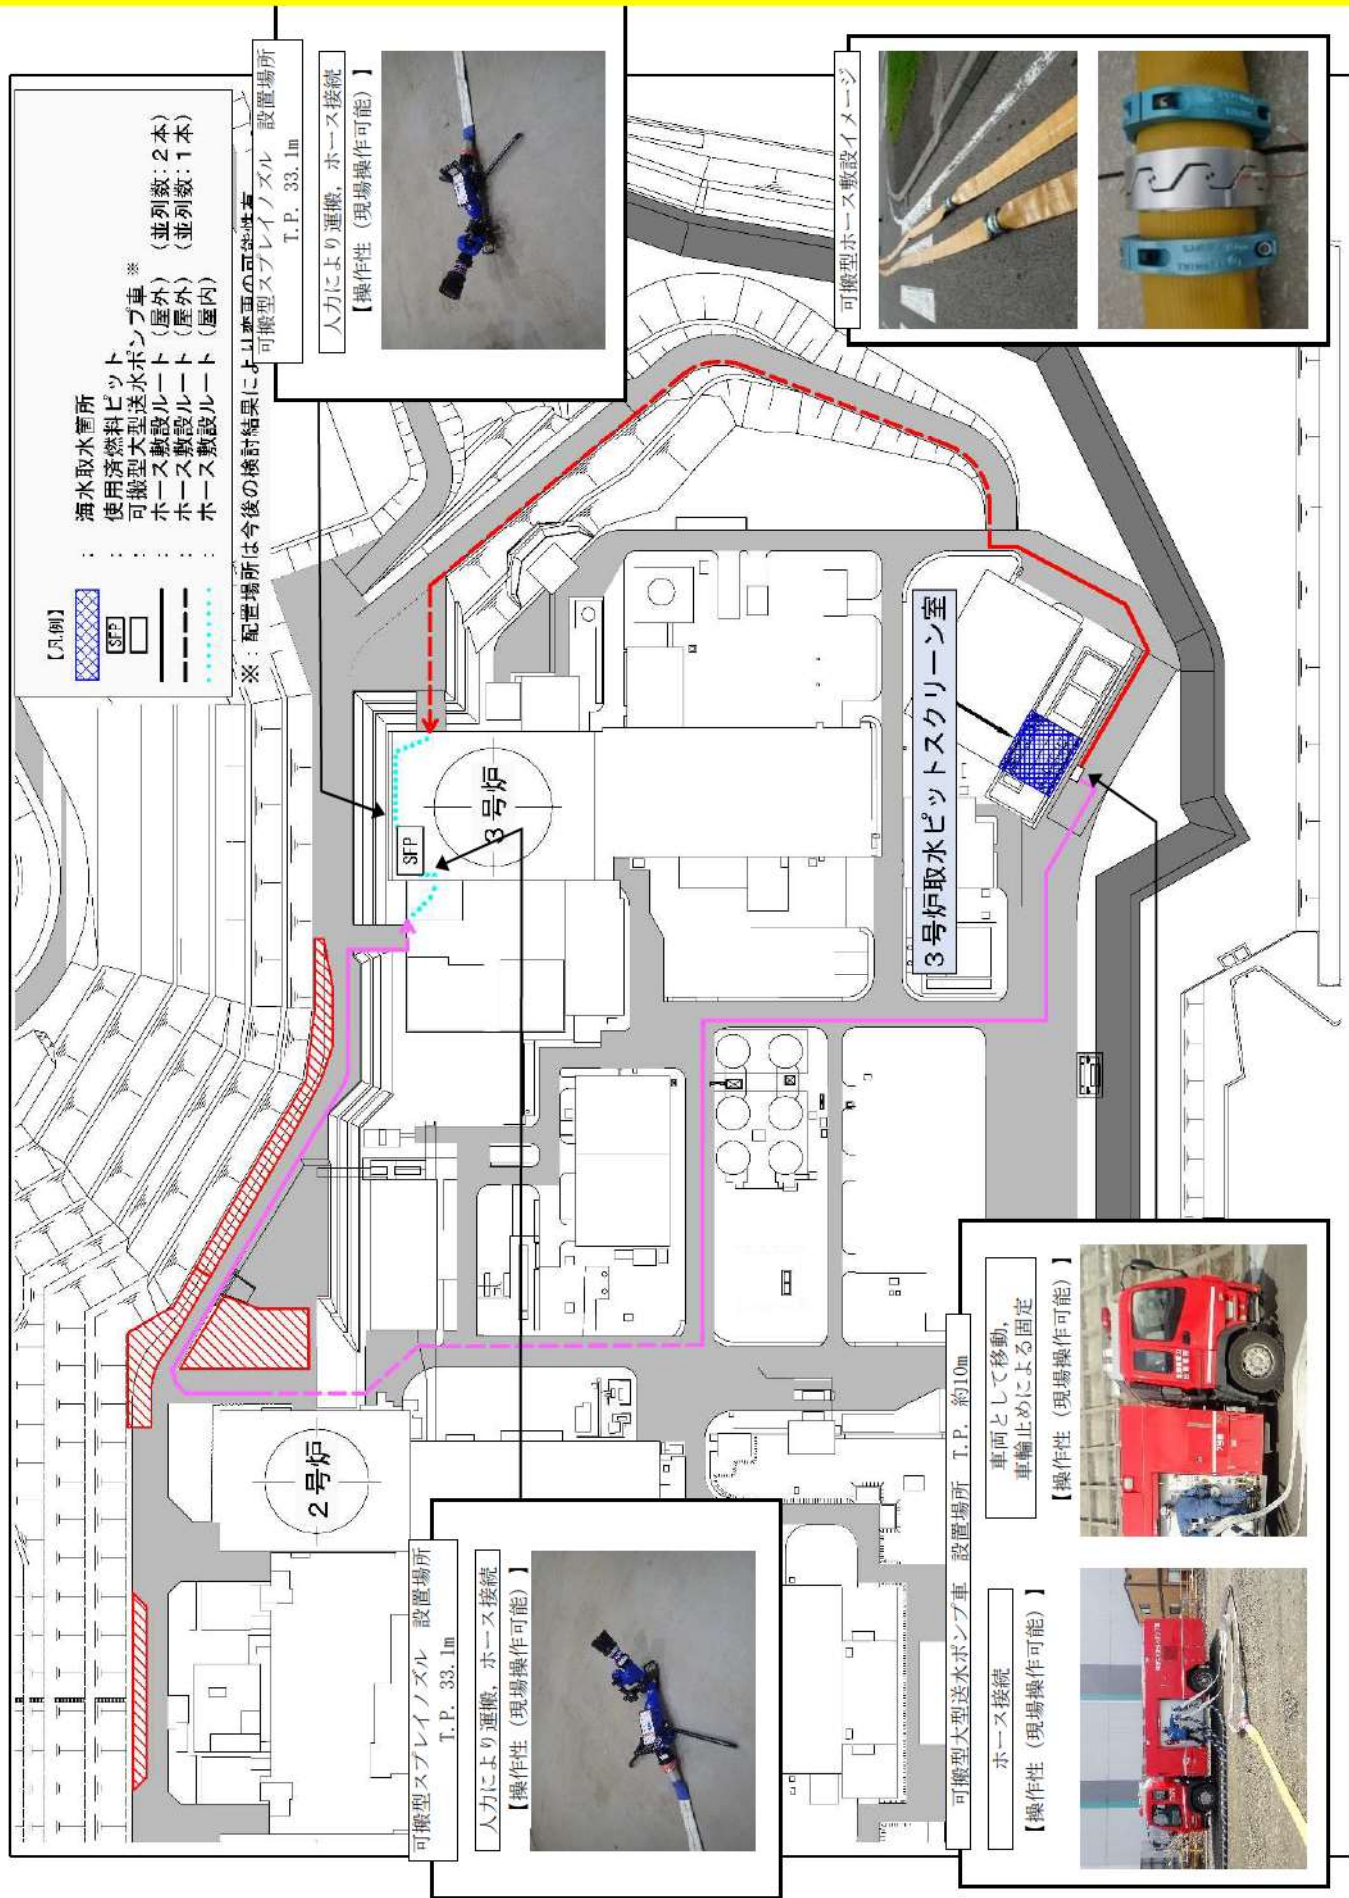 【凡例】
： 海水取水箇所
SFP ： 使用済燃料ピット
： 可搬型大型送水ポンプ車 ※
： ホース敷設ルート（屋外）（並列数：2本）
： ホース敷設ルート（屋外）（並列数：1本）
： ホース敷設ルート（屋内）
※：配置場所は今後の検討結果により変更の可能性有
可搬型スプレイノズル 設置場所
T.P. 33.1m
人力により運搬，ホース接続
【操作性（現場操作可能）】
可搬型ホース敷設イメージ
SFP
3号炉
3号炉取水ピットスクリーン室
2号炉
可搬型スプレイノズル 設置場所
T.P. 33.1m
人力により運搬，ホース接続
【操作性（現場操作可能）】
可搬型大型送水ポンプ車 設置場所 T.P. 約10m
ホース接続
【操作性（現場操作可能）】
車両として移動，
車輪止めによる固定
【操作性（現場操作可能）】